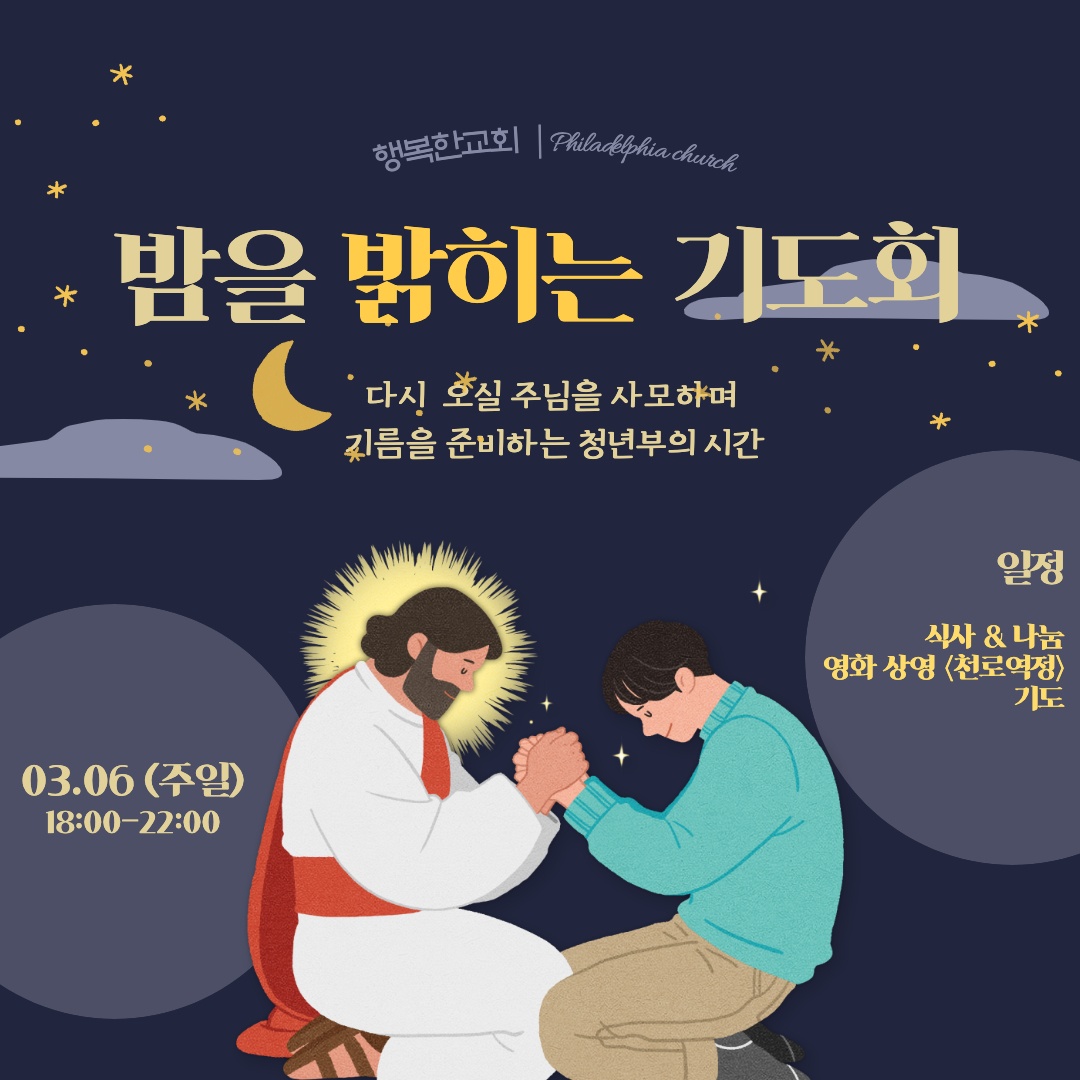 행복한교회 | Philadelphia church
밤을 밝히는 기도회
다시 오실 주님을 사모하며
기름을 준비하는 청년부의 시간
일정
식사 & 나눔
영화 상영 <천로역정>
기도
03.06 (주일)
18:00-22:00